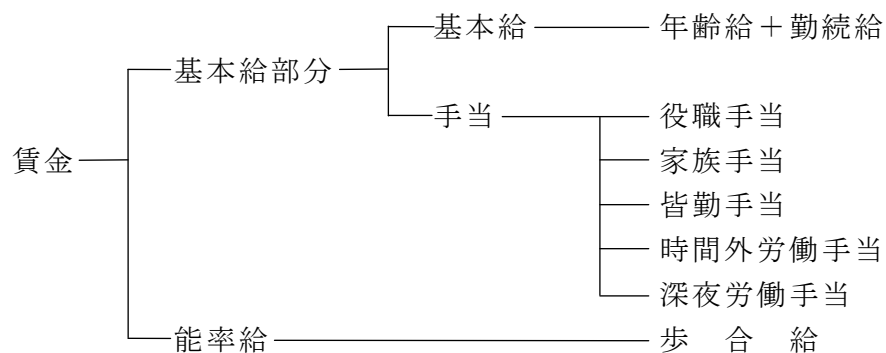 基本給 年齢給＋勤続給
基本給部分
手当 役職手当
賃金 家族手当
皆勤手当
時間外労働手当
深夜労働手当
能率給 歩合給